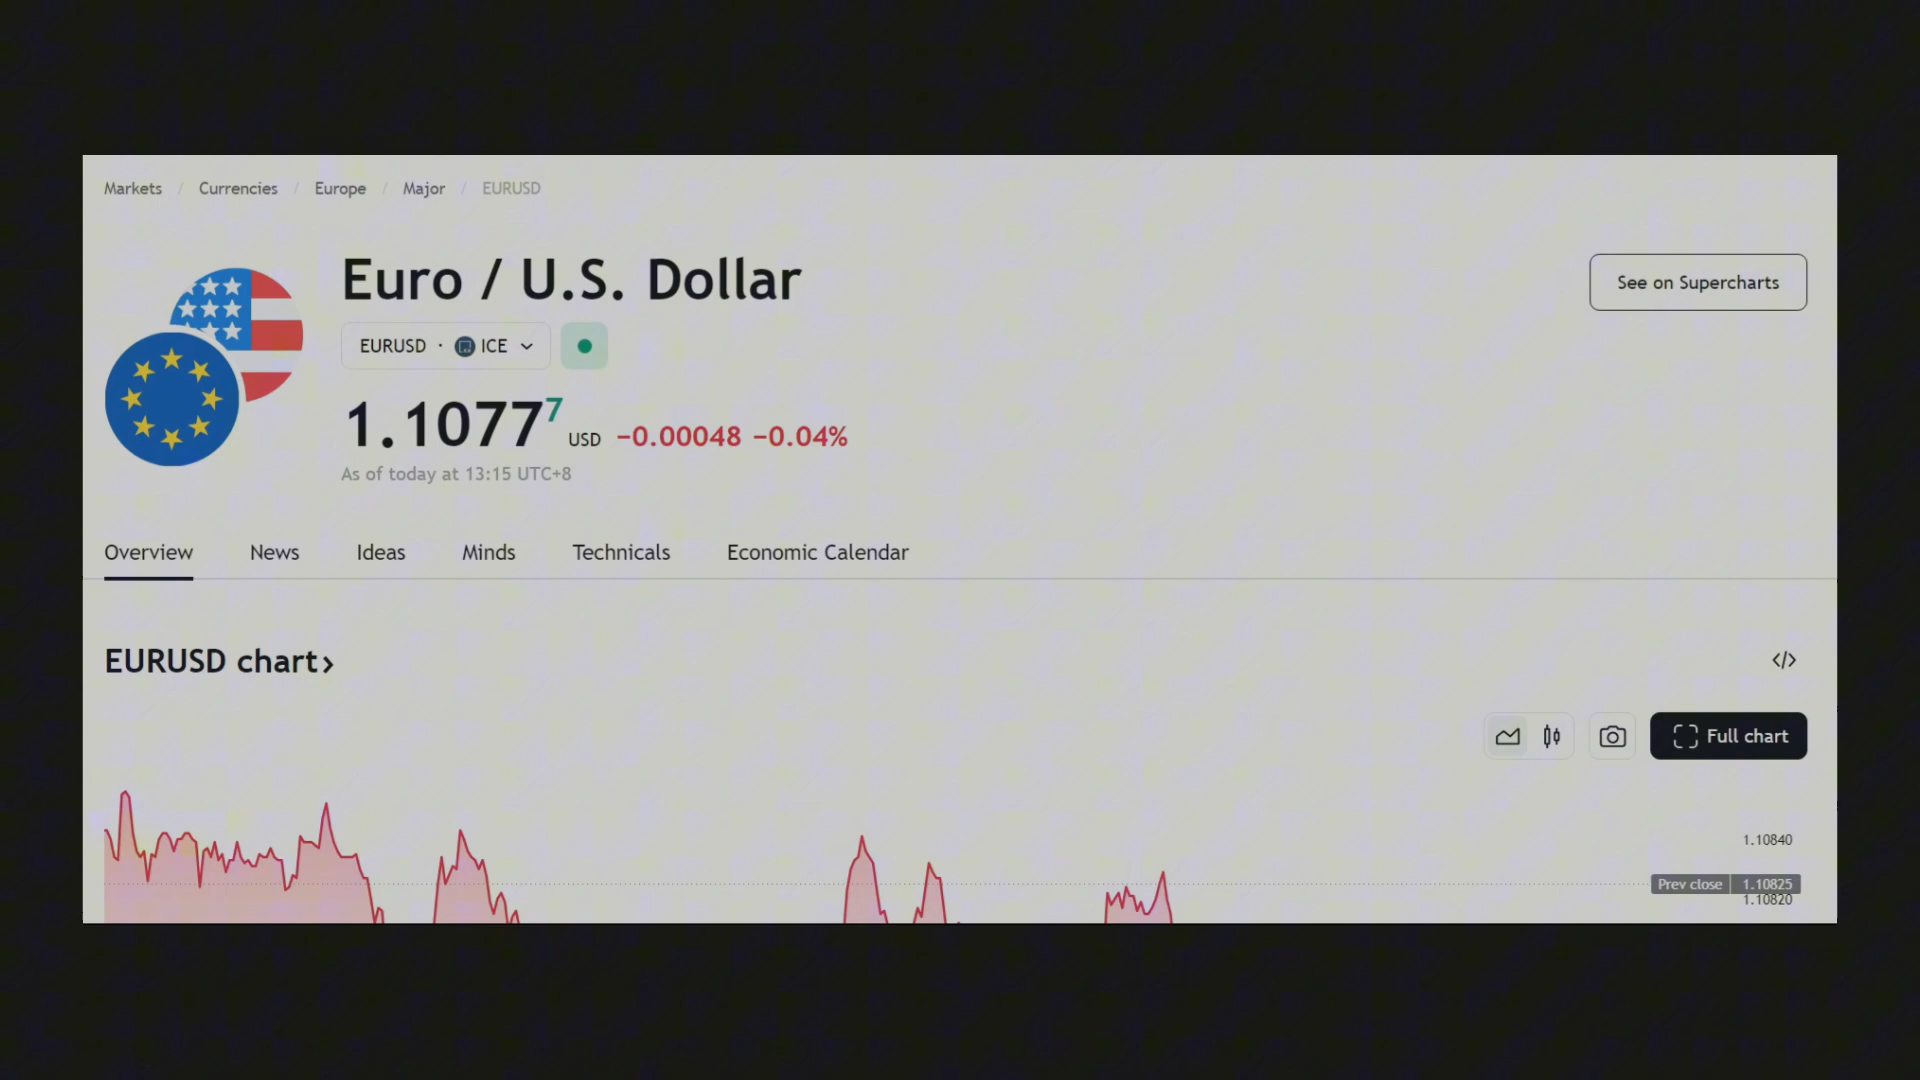 Markets / Currencies / Europe / Major / EURUSD
Euro / U.S. Dollar
See on Supercharts
EURUSD · ICE
1.10777 USD −0.00048 −0.04%
As of today at 13:15 UTC+8
Overview News Ideas Minds Technicals Economic Calendar
EURUSD chart›
</>
Full chart
1.10840
Prev close 1.10825
1.10820